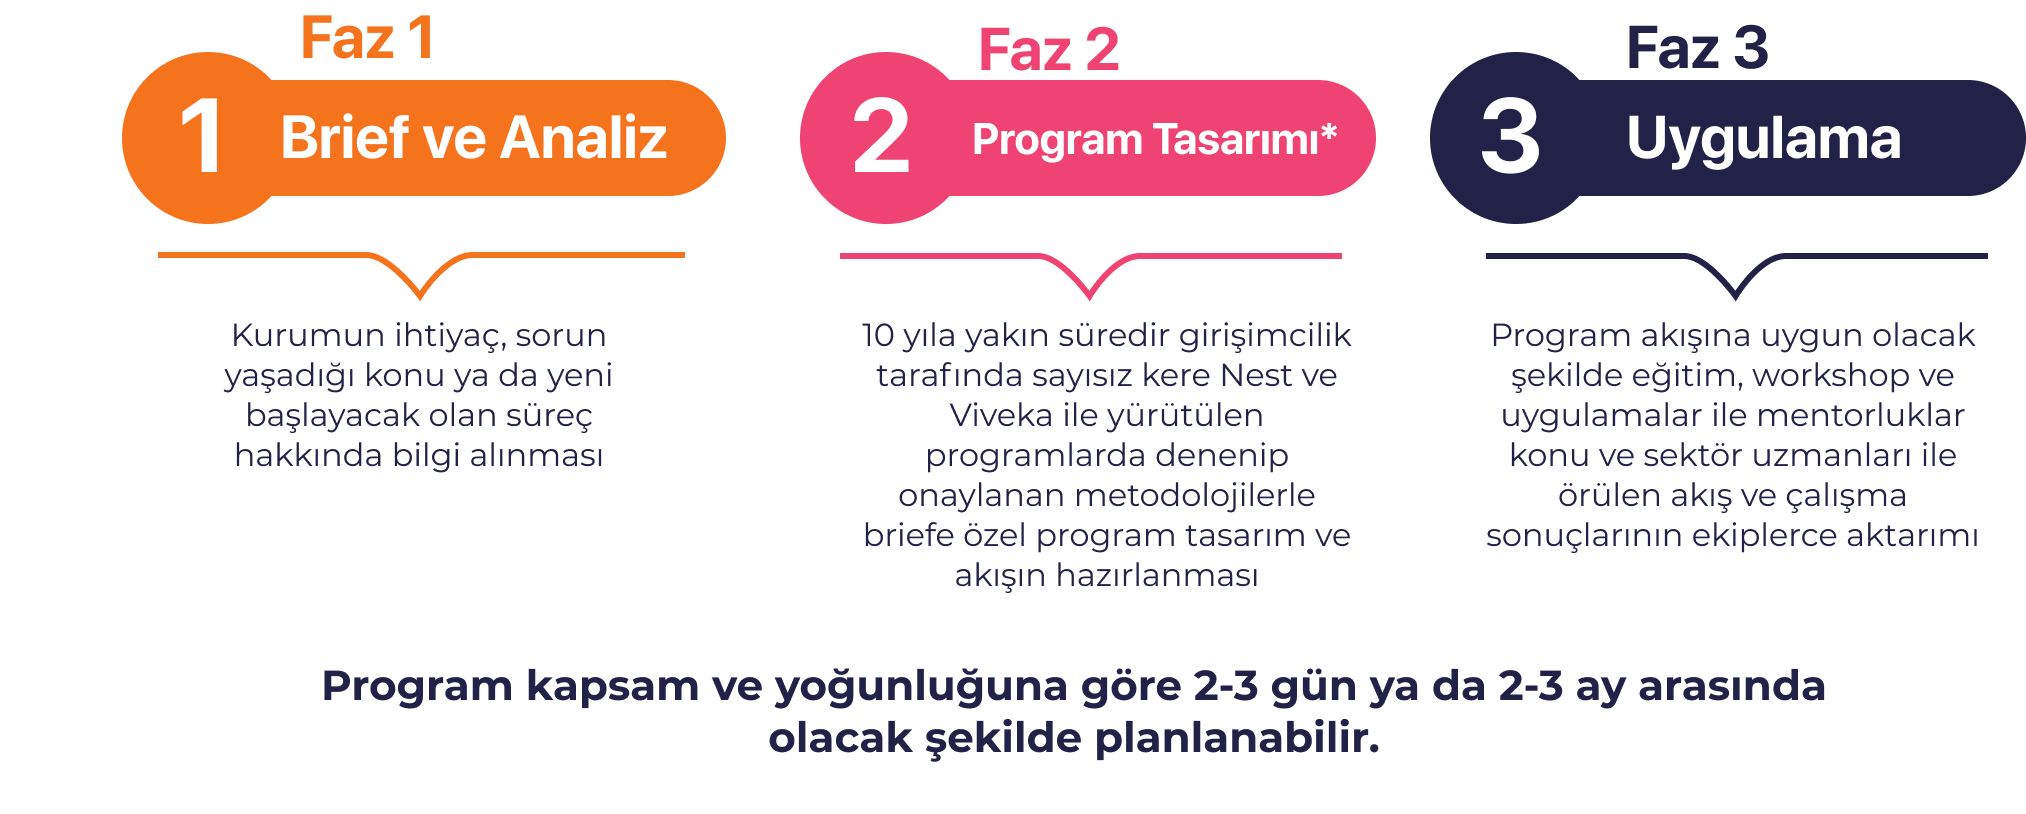 Faz 1
1
Brief ve Analiz
Kurumun ihtiyaç, sorun
yaşadığı konu ya da yeni
başlayacak olan süreç
hakkında bilgi alınması
Faz 2
2
Program Tasarımı*
10 yıla yakın süredir girişimcilik
tarafında sayısız kere Nest ve
Viveka ile yürütülen
programlarda denenip
onaylanan metodolojilerle
briefe özel program tasarım ve
akışın hazırlanması
Faz 3
3
Uygulama
Program akışına uygun olacak
şekilde eğitim, workshop ve
uygulamalar ile mentorluklar
konu ve sektör uzmanları ile
örülen akış ve çalışma
sonuçlarının ekiplerce aktarımı
Program kapsam ve yoğunluğuna göre 2-3 gün ya da 2-3 ay arasında
olacak şekilde planlanabilir.